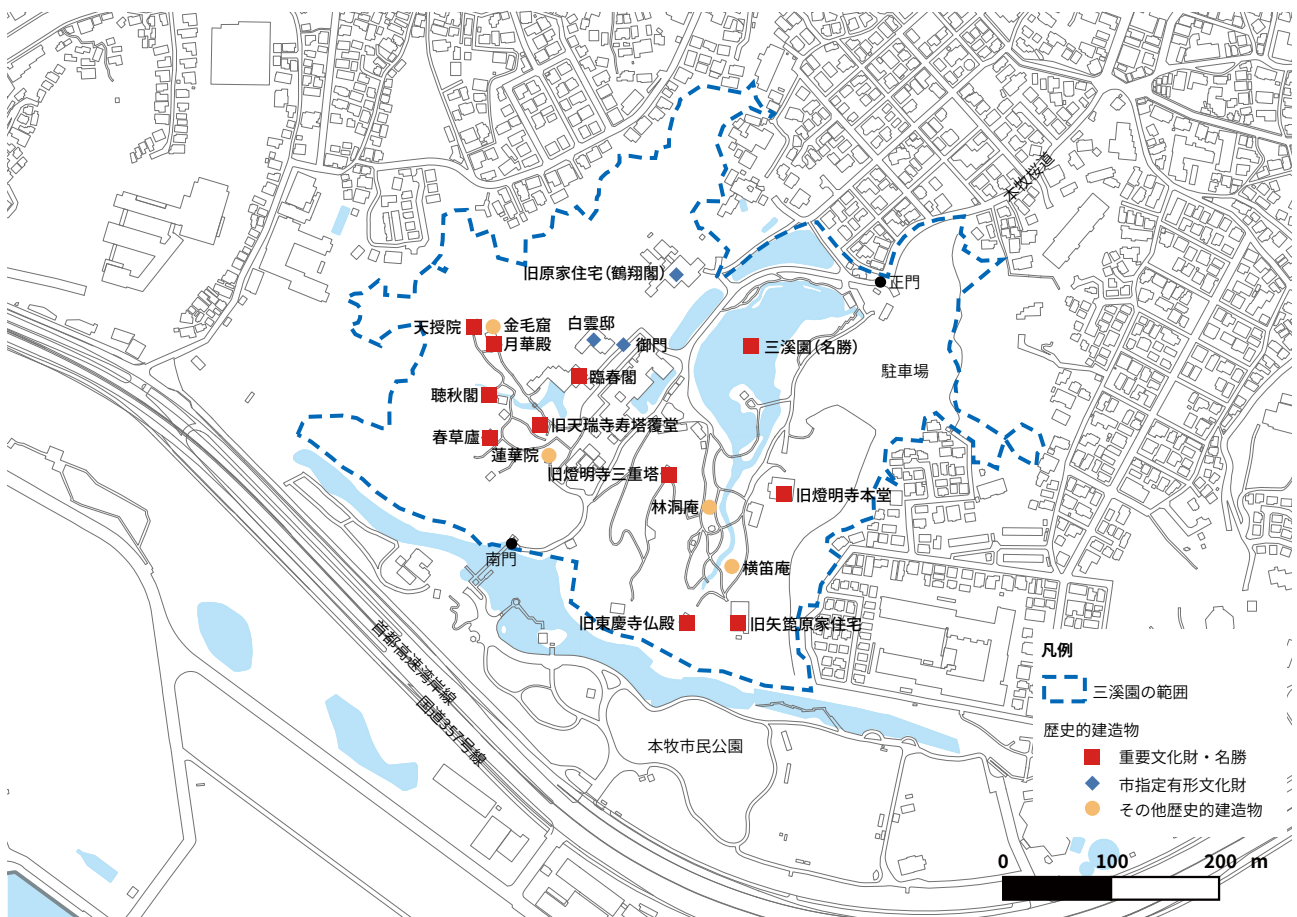 本牧桜道
旧原家住宅（鶴翔閣）
正門
天授院
金毛窟
月華殿
白雲邸
御門
三溪園（名勝）
駐車場
臨春閣
聴秋閣
旧天瑞寺寿塔覆堂
春草廬
蓮華院
旧燈明寺三重塔
旧燈明寺本堂
林洞庵
南門
横笛庵
旧東慶寺仏殿
旧矢箆原家住宅
首都高速湾岸線
国道357号線
本牧市民公園
凡例
三溪園の範囲
歴史的建造物
重要文化財・名勝
市指定有形文化財
その他歴史的建造物
0 100 200 m